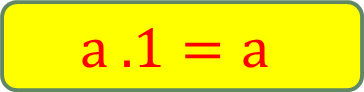 a .1 = a